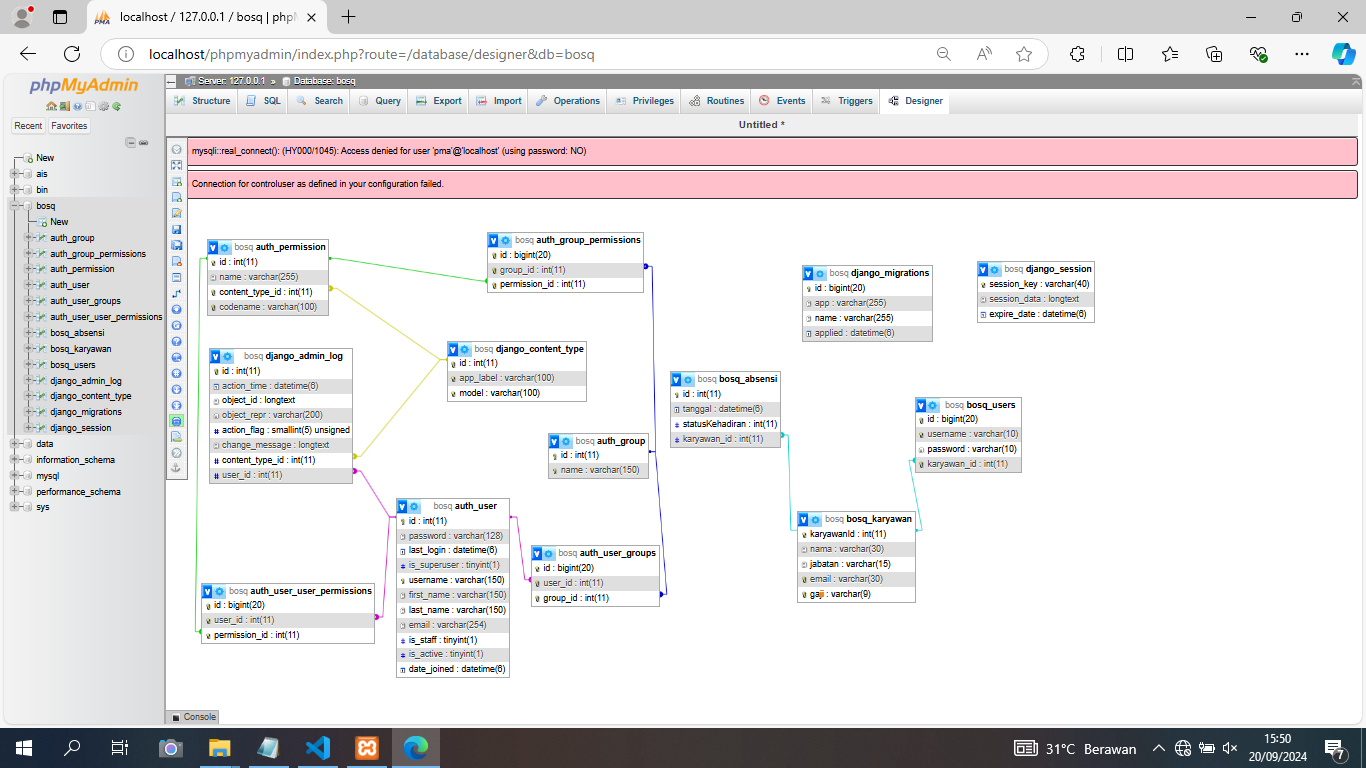 localhost / 127.0.0.1 / bosq | phpM
localhost/phpmyadmin/index.php?route=/database/designer&db=bosq
phpMyAdmin
Recent Favorites
New
ais
bin
bosq
New
auth_group
auth_group_permissions
auth_permission
auth_user
auth_user_groups
auth_user_user_permissions
bosq_absensi
bosq_karyawan
bosq_users
django_admin_log
django_content_type
django_migrations
django_session
data
information_schema
mysql
performance_schema
sys
Server: 127.0.0.1 » Database: bosq
Structure SQL Search Query Export Import Operations Privileges Routines Events Triggers Designer
Untitled *
mysqli::real_connect(): (HY000/1045): Access denied for user 'pma'@'localhost' (using password: NO)
Connection for controluser as defined in your configuration failed.
bosq auth_permission
id : int(11)
name : varchar(255)
content_type_id : int(11)
codename : varchar(100)
bosq auth_group_permissions
id : bigint(20)
group_id : int(11)
permission_id : int(11)
bosq django_migrations
id : bigint(20)
app : varchar(255)
name : varchar(255)
applied : datetime(6)
bosq django_session
session_key : varchar(40)
session_data : longtext
expire_date : datetime(6)
bosq django_admin_log
id : int(11)
action_time : datetime(6)
object_id : longtext
object_repr : varchar(200)
action_flag : smallint(5) unsigned
change_message : longtext
content_type_id : int(11)
user_id : int(11)
bosq django_content_type
id : int(11)
app_label : varchar(100)
model : varchar(100)
bosq bosq_absensi
id : int(11)
tanggal : datetime(6)
statusKehadiran : int(11)
karyawan_id : int(11)
bosq bosq_users
id : bigint(20)
username : varchar(10)
password : varchar(10)
karyawan_id : int(11)
bosq auth_group
id : int(11)
name : varchar(150)
bosq auth_user
id : int(11)
password : varchar(128)
last_login : datetime(6)
is_superuser : tinyint(1)
username : varchar(150)
first_name : varchar(150)
last_name : varchar(150)
email : varchar(254)
is_staff : tinyint(1)
is_active : tinyint(1)
date_joined : datetime(6)
bosq auth_user_groups
id : bigint(20)
user_id : int(11)
group_id : int(11)
bosq bosq_karyawan
karyawanId : int(11)
nama : varchar(30)
jabatan : varchar(15)
email : varchar(30)
gaji : varchar(9)
bosq auth_user_user_permissions
id : bigint(20)
user_id : int(11)
permission_id : int(11)
Console
31°C Berawan
15:50
20/09/2024
7